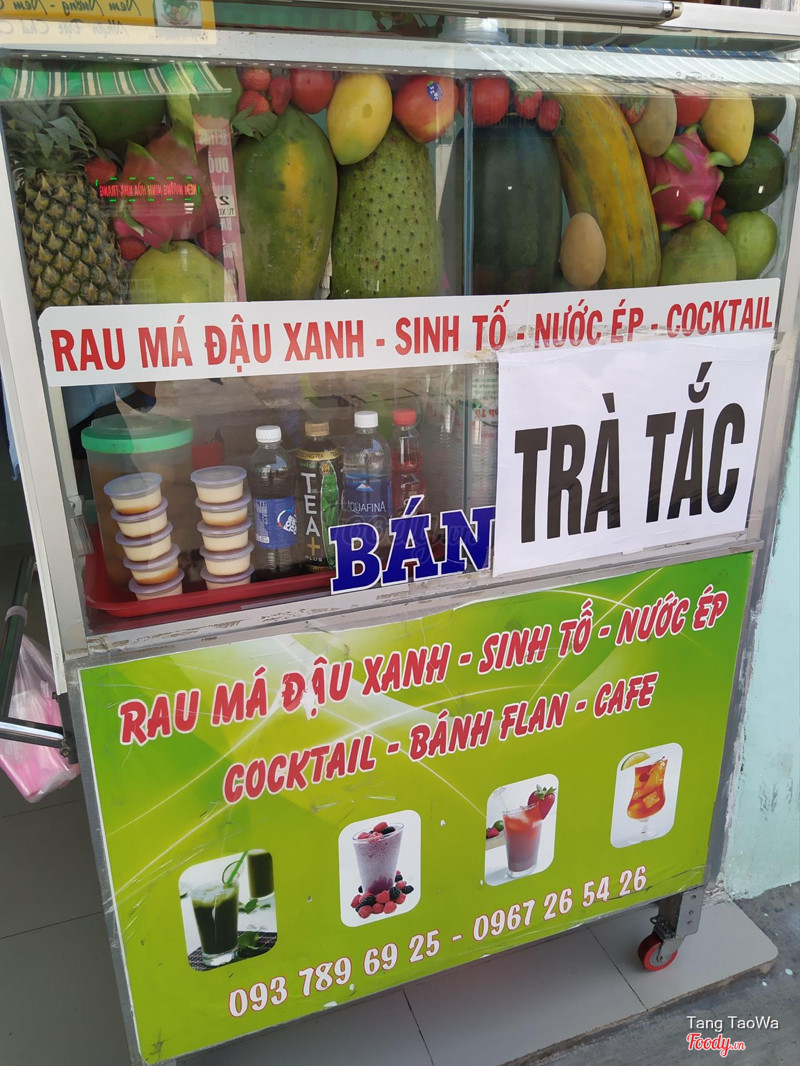 RAU MÁ ĐẬU XANH - SINH TỐ - NƯỚC ÉP - COCKTAIL
TRÀ TẮC
TEA+
PLUS
AQUAFINA
BÁN
RAU MÁ ĐẬU XANH - SINH TỐ - NƯỚC ÉP
COCKTAIL - BÁNH FLAN - CAFE
093 789 69 25 - 0967 26 54 26
Tang TaoWa
Foody.vn